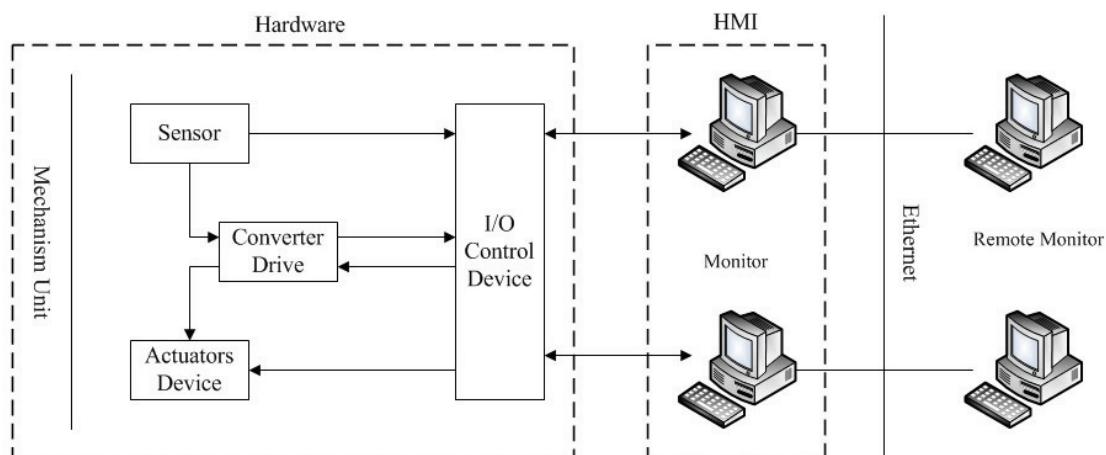 Hardware
HMI
Sensor
Mechanism Unit
Converter
Drive
I/O
Control
Device
Actuators
Device
Monitor
Ethernet
Remote Monitor